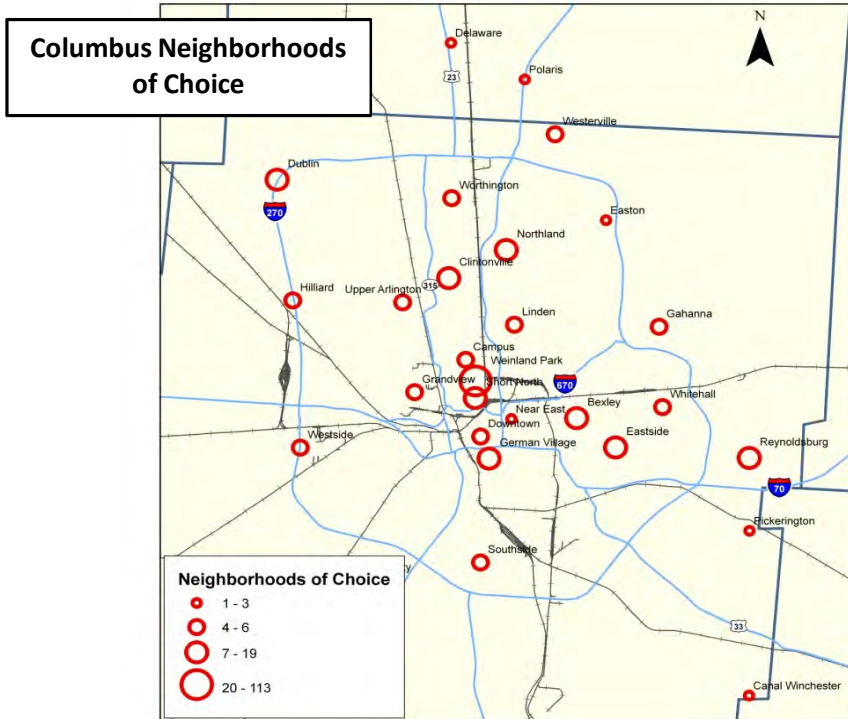 Columbus Neighborhoods
of Choice
N
Delaware
23
Polaris
Westerville
Dublin
270
Worthington
Easton
Northland
Clintonville
315
Hilliard
Upper Arlington
Linden
Gahanna
Campus
Weinland Park
670
Grandview
Short North
Whitehall
Near East
Bexley
Downtown
Eastside
Westside
German Village
Reynoldsburg
70
Pickerington
Southside
33
Canal Winchester
Neighborhoods of Choice
1 - 3
4 - 6
7 - 19
20 - 113